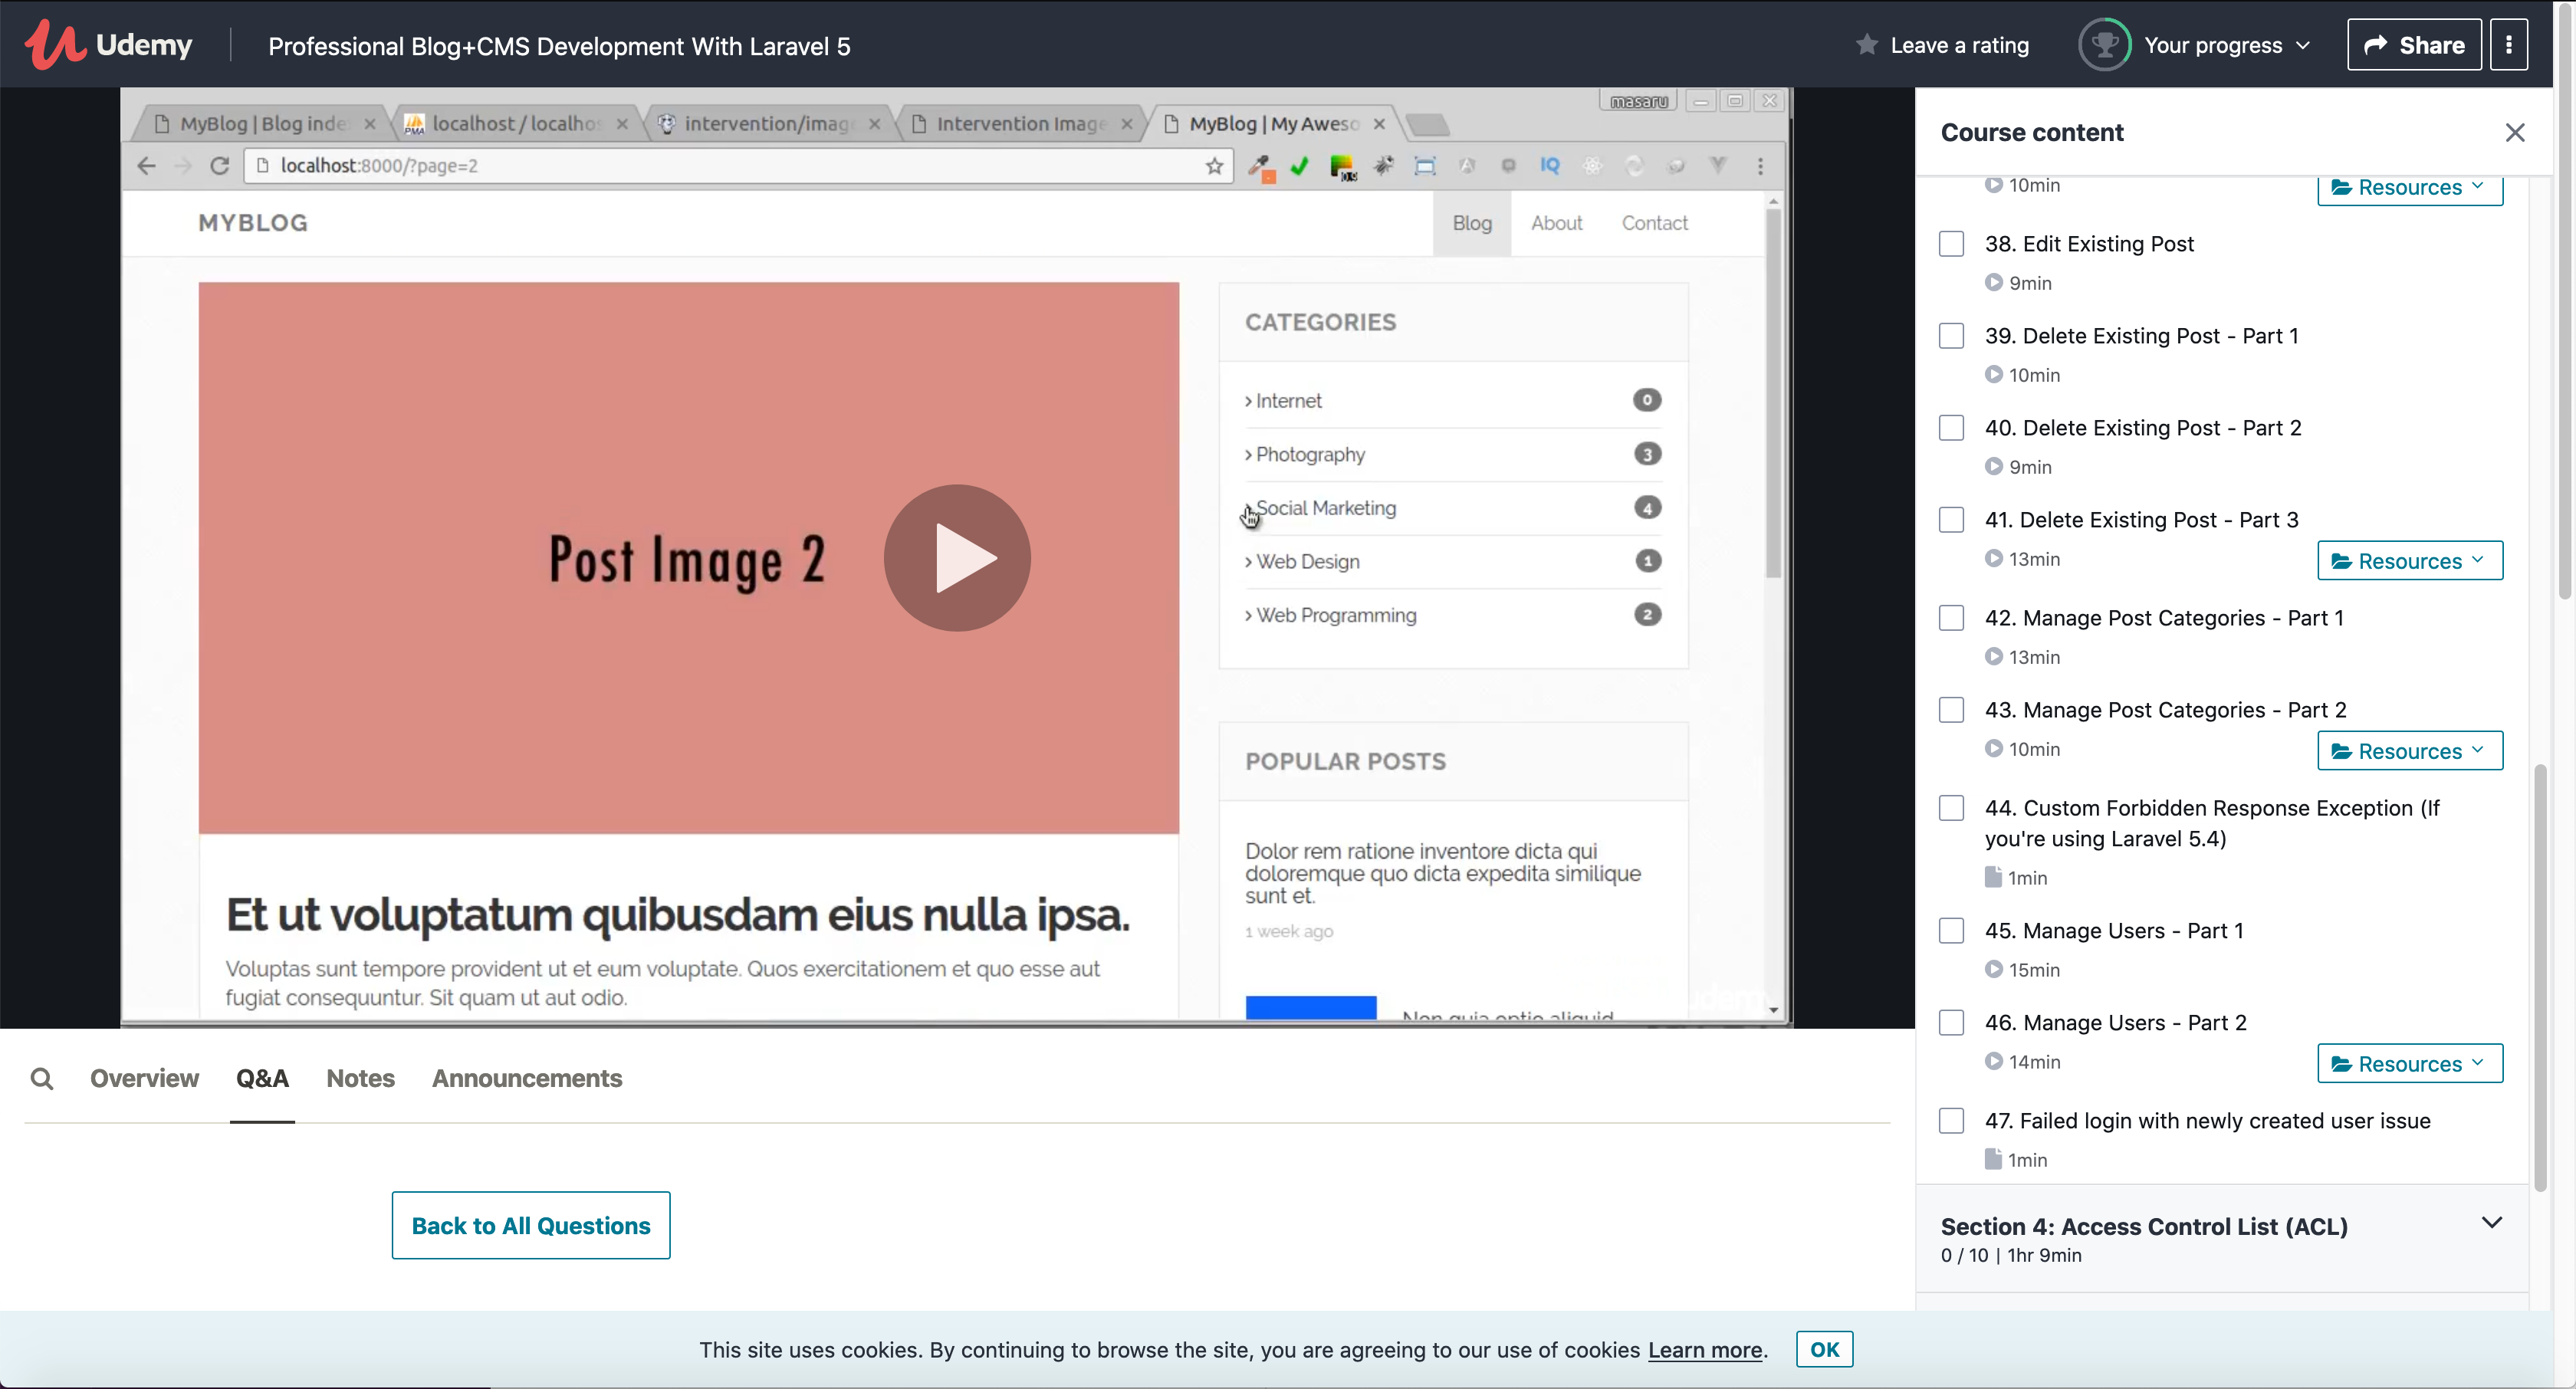 Udemy
Professional Blog+CMS Development With Laravel 5
Leave a rating
Your progress
Share
masaru
MyBlog | Blog inde
localhost / localhos
intervention/imag
Intervention Image
MyBlog | My Aweso
localhost:8000/?page=2
MYBLOG
Blog
About
Contact
Post Image 2
CATEGORIES
Internet 0
Photography 3
Social Marketing 4
Web Design 1
Web Programming 2
POPULAR POSTS
Dolor rem ratione inventore dicta qui
doloremque quo dicta expedita similique
sunt et.
1 week ago
Non quia optio aliquid
Et ut voluptatum quibusdam eius nulla ipsa.
Voluptas sunt tempore provident ut et eum voluptate. Quos exercitationem et quo esse aut
fugiat consequuntur. Sit quam ut aut odio.
Overview
Q&A
Notes
Announcements
Back to All Questions
Course content
10min
Resources
38. Edit Existing Post
9min
39. Delete Existing Post - Part 1
10min
40. Delete Existing Post - Part 2
9min
41. Delete Existing Post - Part 3
13min
Resources
42. Manage Post Categories - Part 1
13min
43. Manage Post Categories - Part 2
10min
Resources
44. Custom Forbidden Response Exception (If
you're using Laravel 5.4)
1min
45. Manage Users - Part 1
15min
46. Manage Users - Part 2
14min
Resources
47. Failed login with newly created user issue
1min
Section 4: Access Control List (ACL)
0 / 10 | 1hr 9min
This site uses cookies. By continuing to browse the site, you are agreeing to our use of cookies Learn more.
OK